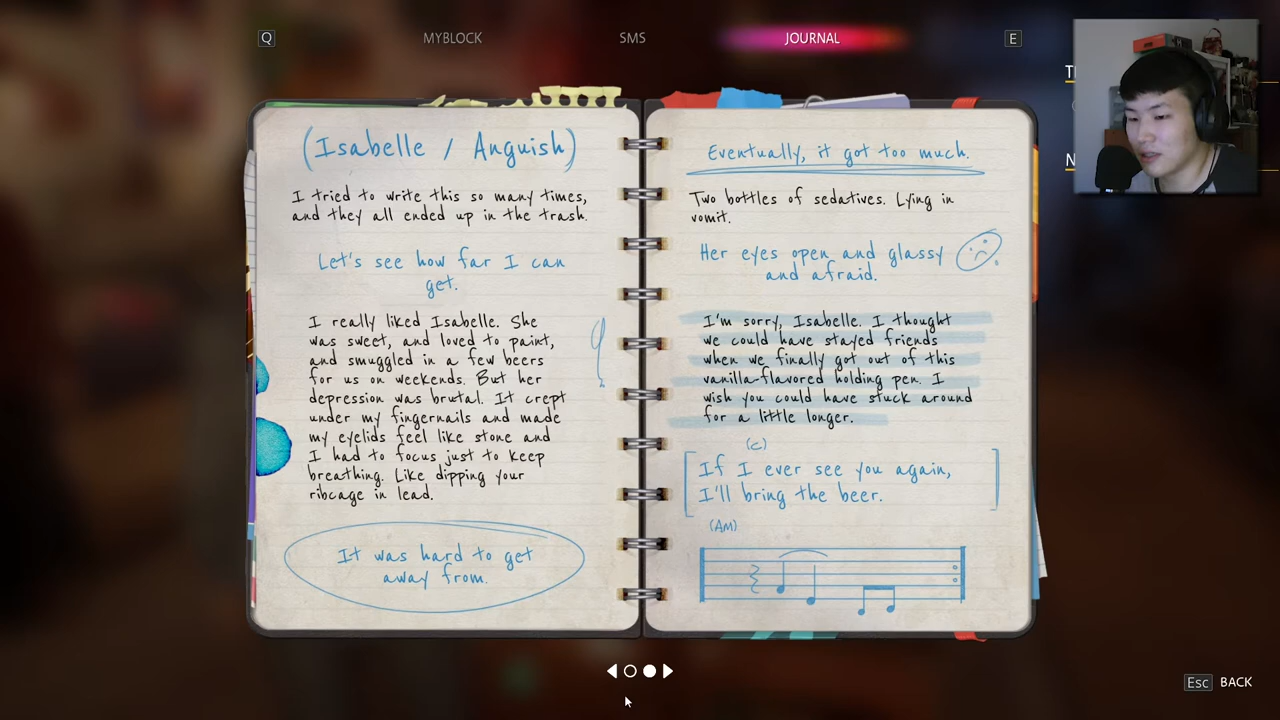 Q
MYBLOCK
SMS
JOURNAL
E
(Isabelle / Anguish)
I tried to write this so many times,
and they all ended up in the trash.
Let's see how far I can
get.
I really liked Isabelle. She
was sweet, and loved to paint,
and smuggled in a few beers
for us on weekends. But her
depression was brutal. It crept
under my fingernails and made
my eyelids feel like stone and
I had to focus just to keep
breathing. Like dipping your
ribcage in lead.
It was hard to get
away from.
Eventually, it got too much.
Two bottles of sedatives. Lying in
vomit.
Her eyes open and glassy
and afraid.
I'm sorry, Isabelle. I thought
we could have stayed friends
when we finally got out of this
vanilla-flavored holding pen. I
wish you could have stuck around
for a little longer.
(C)
If I ever see you again,
I'll bring the beer.
(Am)
Esc BACK